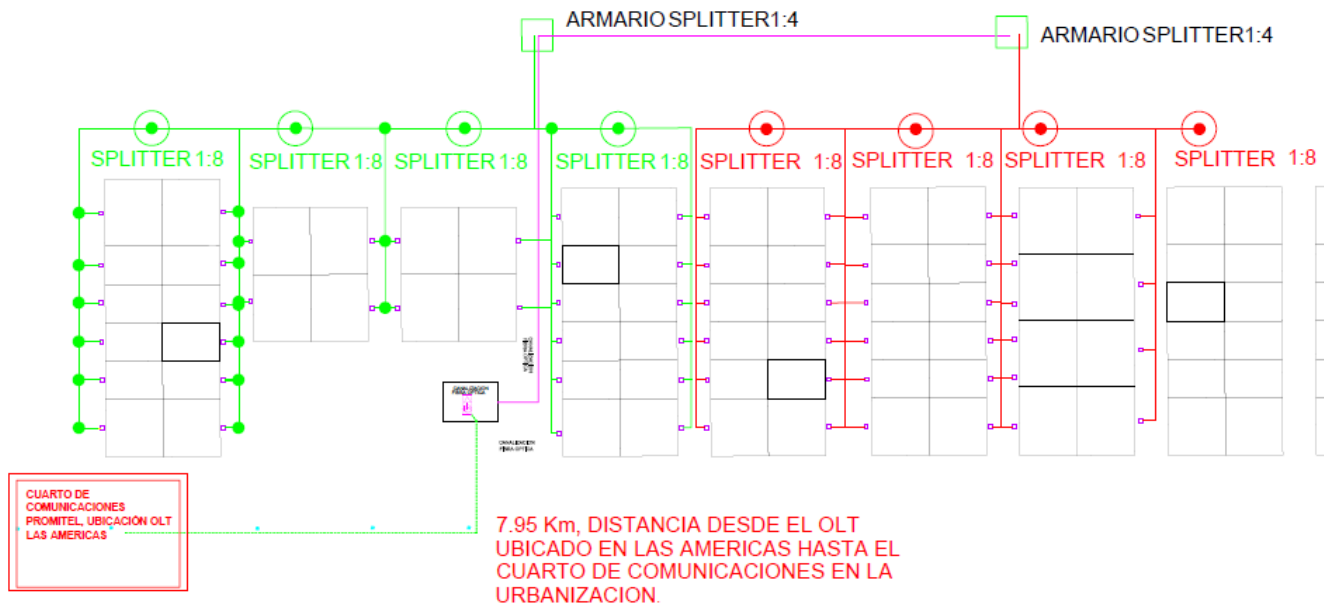 ARMARIO SPLITTER1:4
ARMARIO SPLITTER1:4
SPLITTER 1:8
SPLITTER 1:8
SPLITTER 1:8
SPLITTER 1:8
SPLITTER 1:8
SPLITTER 1:8
SPLITTER 1:8
SPLITTER 1:8
CANALIZACIÓN
FIBRA OPTICA
CUARTO DE
COMUNICACIONES
PROMITEL, UBICACIÓN OLT
LAS AMERICAS
7.95 Km, DISTANCIA DESDE EL OLT
UBICADO EN LAS AMERICAS HASTA EL
CUARTO DE COMUNICACIONES EN LA
URBANIZACION.